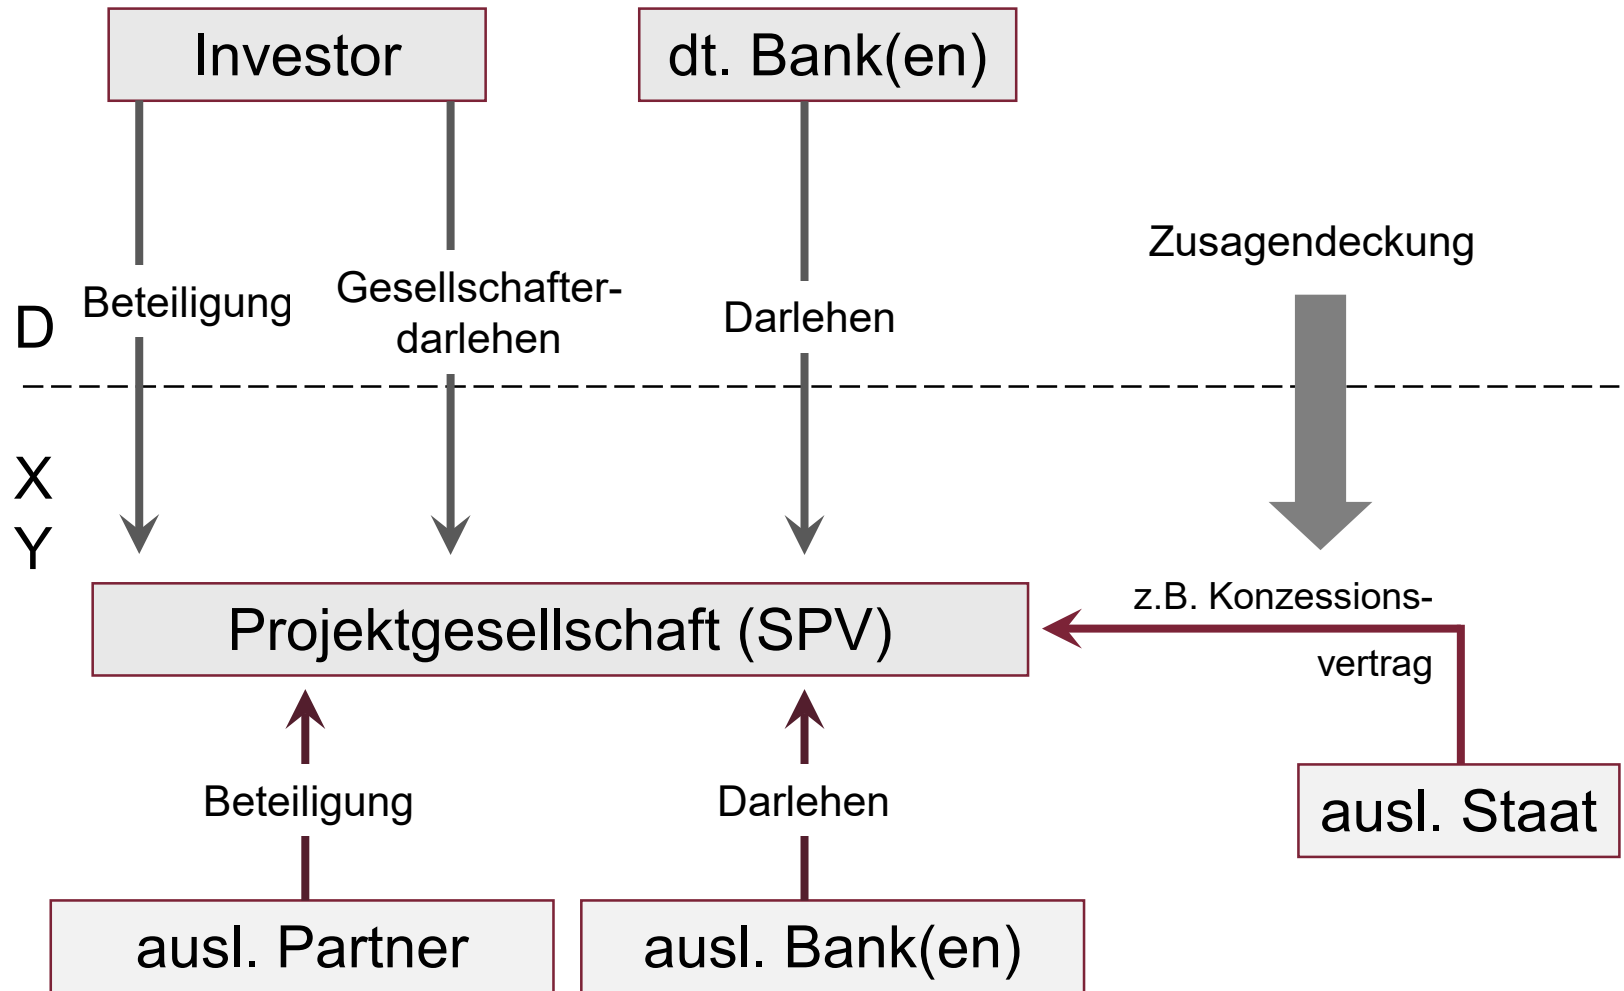 Investor
dt. Bank(en)
Zusagendeckung
Beteiligung
Gesellschafter-
darlehen
Darlehen
D
X
Y
Projektgesellschaft (SPV)
z.B. Konzessions-
vertrag
Beteiligung
Darlehen
ausl. Staat
ausl. Partner
ausl. Bank(en)